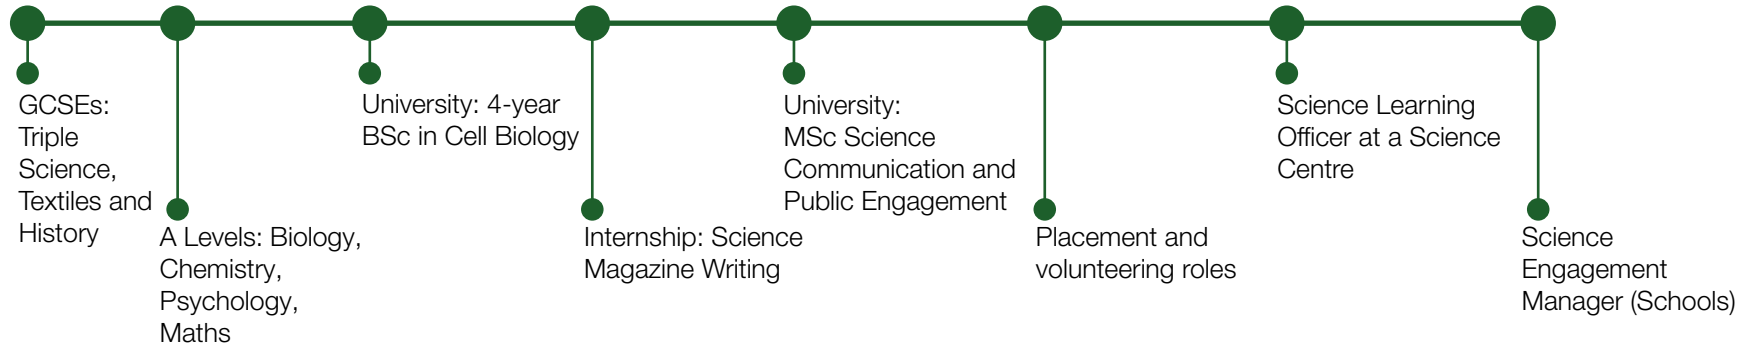 GCSEs:
Triple
Science,
Textiles and
History
A Levels: Biology,
Chemistry,
Psychology,
Maths
University: 4-year
BSc in Cell Biology
Internship: Science
Magazine Writing
University:
MSc Science
Communication and
Public Engagement
Placement and
volunteering roles
Science Learning
Officer at a Science
Centre
Science
Engagement
Manager (Schools)